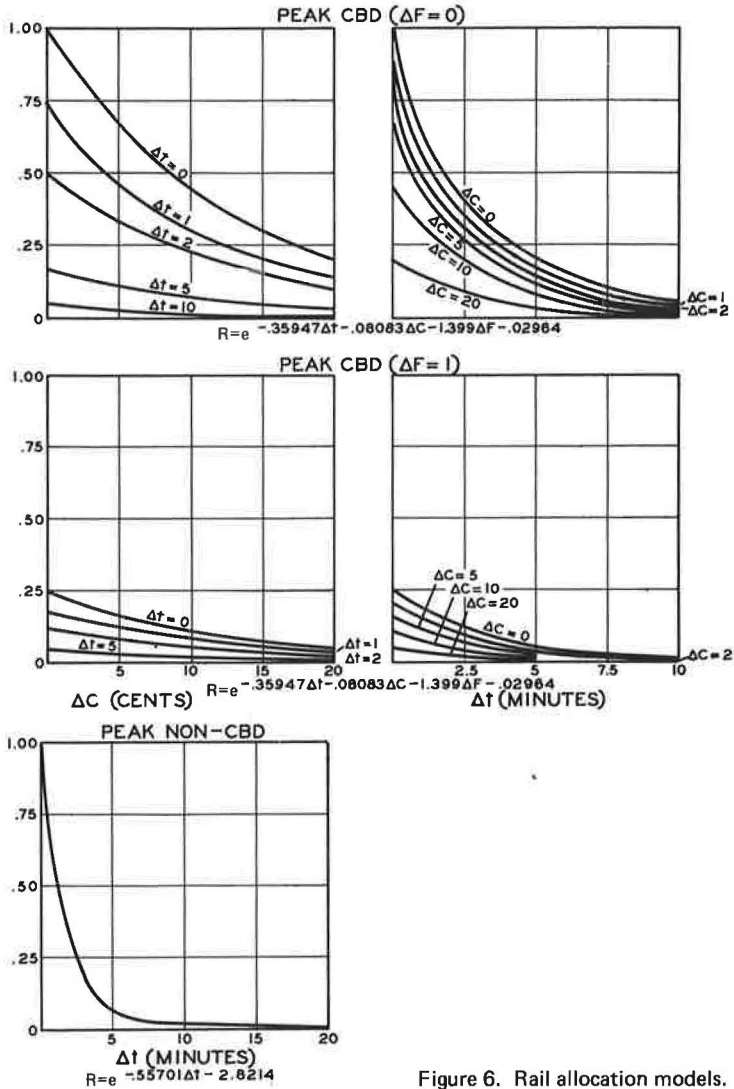 PEAK CBD (ΔF=0)
1.00
.75
.50
.25
0
Δt=0
Δt=1
Δt=2
Δt=5
Δt=10
ΔC=0
ΔC=5
ΔC=10
ΔC=20
ΔC=1
ΔC=2
R=e -.35947Δt-.08083ΔC-1.399ΔF-.02964
PEAK CBD (ΔF=1)
1.00
.75
.50
.25
0
Δt=0
Δt=5
Δt=1
Δt=2
5 10 15 20
ΔC=5
ΔC=10
ΔC=20
ΔC=0
ΔC=2
2.5 5 7.5 10
ΔC (CENTS)
R=e -.35947Δt-.08083ΔC-1.399ΔF-.02964
Δt (MINUTES)
PEAK NON-CBD
1.00
.75
.50
.25
0
5 10 15 20
Δt (MINUTES)
R=e -.55701Δt - 2.8214
Figure 6. Rail allocation models.